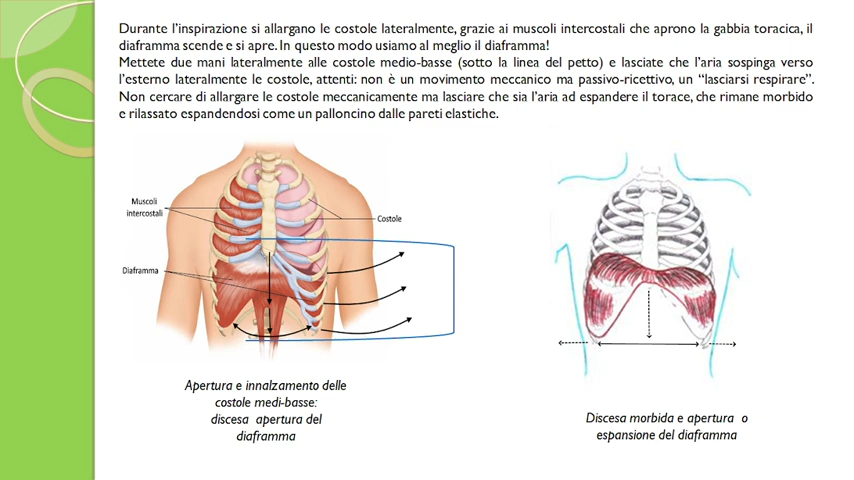 Durante l’inspirazione si allargano le costole lateralmente, grazie ai muscoli intercostali che aprono la gabbia toracica, il
diaframma scende e si apre. In questo modo usiamo al meglio il diaframma!
Mettete due mani lateralmente alle costole medio-basse (sotto la linea del petto) e lasciate che l’aria sospinga verso
l’esterno lateralmente le costole, attenti: non è un movimento meccanico ma passivo-ricettivo, un “lasciarsi respirare”.
Non cercare di allargare le costole meccanicamente ma lasciare che sia l’aria ad espandere il torace, che rimane morbido
e rilassato espandendosi come un palloncino dalle pareti elastiche.
Muscoli
intercostali
Costole
Diaframma
Apertura e innalzamento delle
costole medi-basse:
discesa apertura del
diaframma
Discesa morbida e apertura o
espansione del diaframma